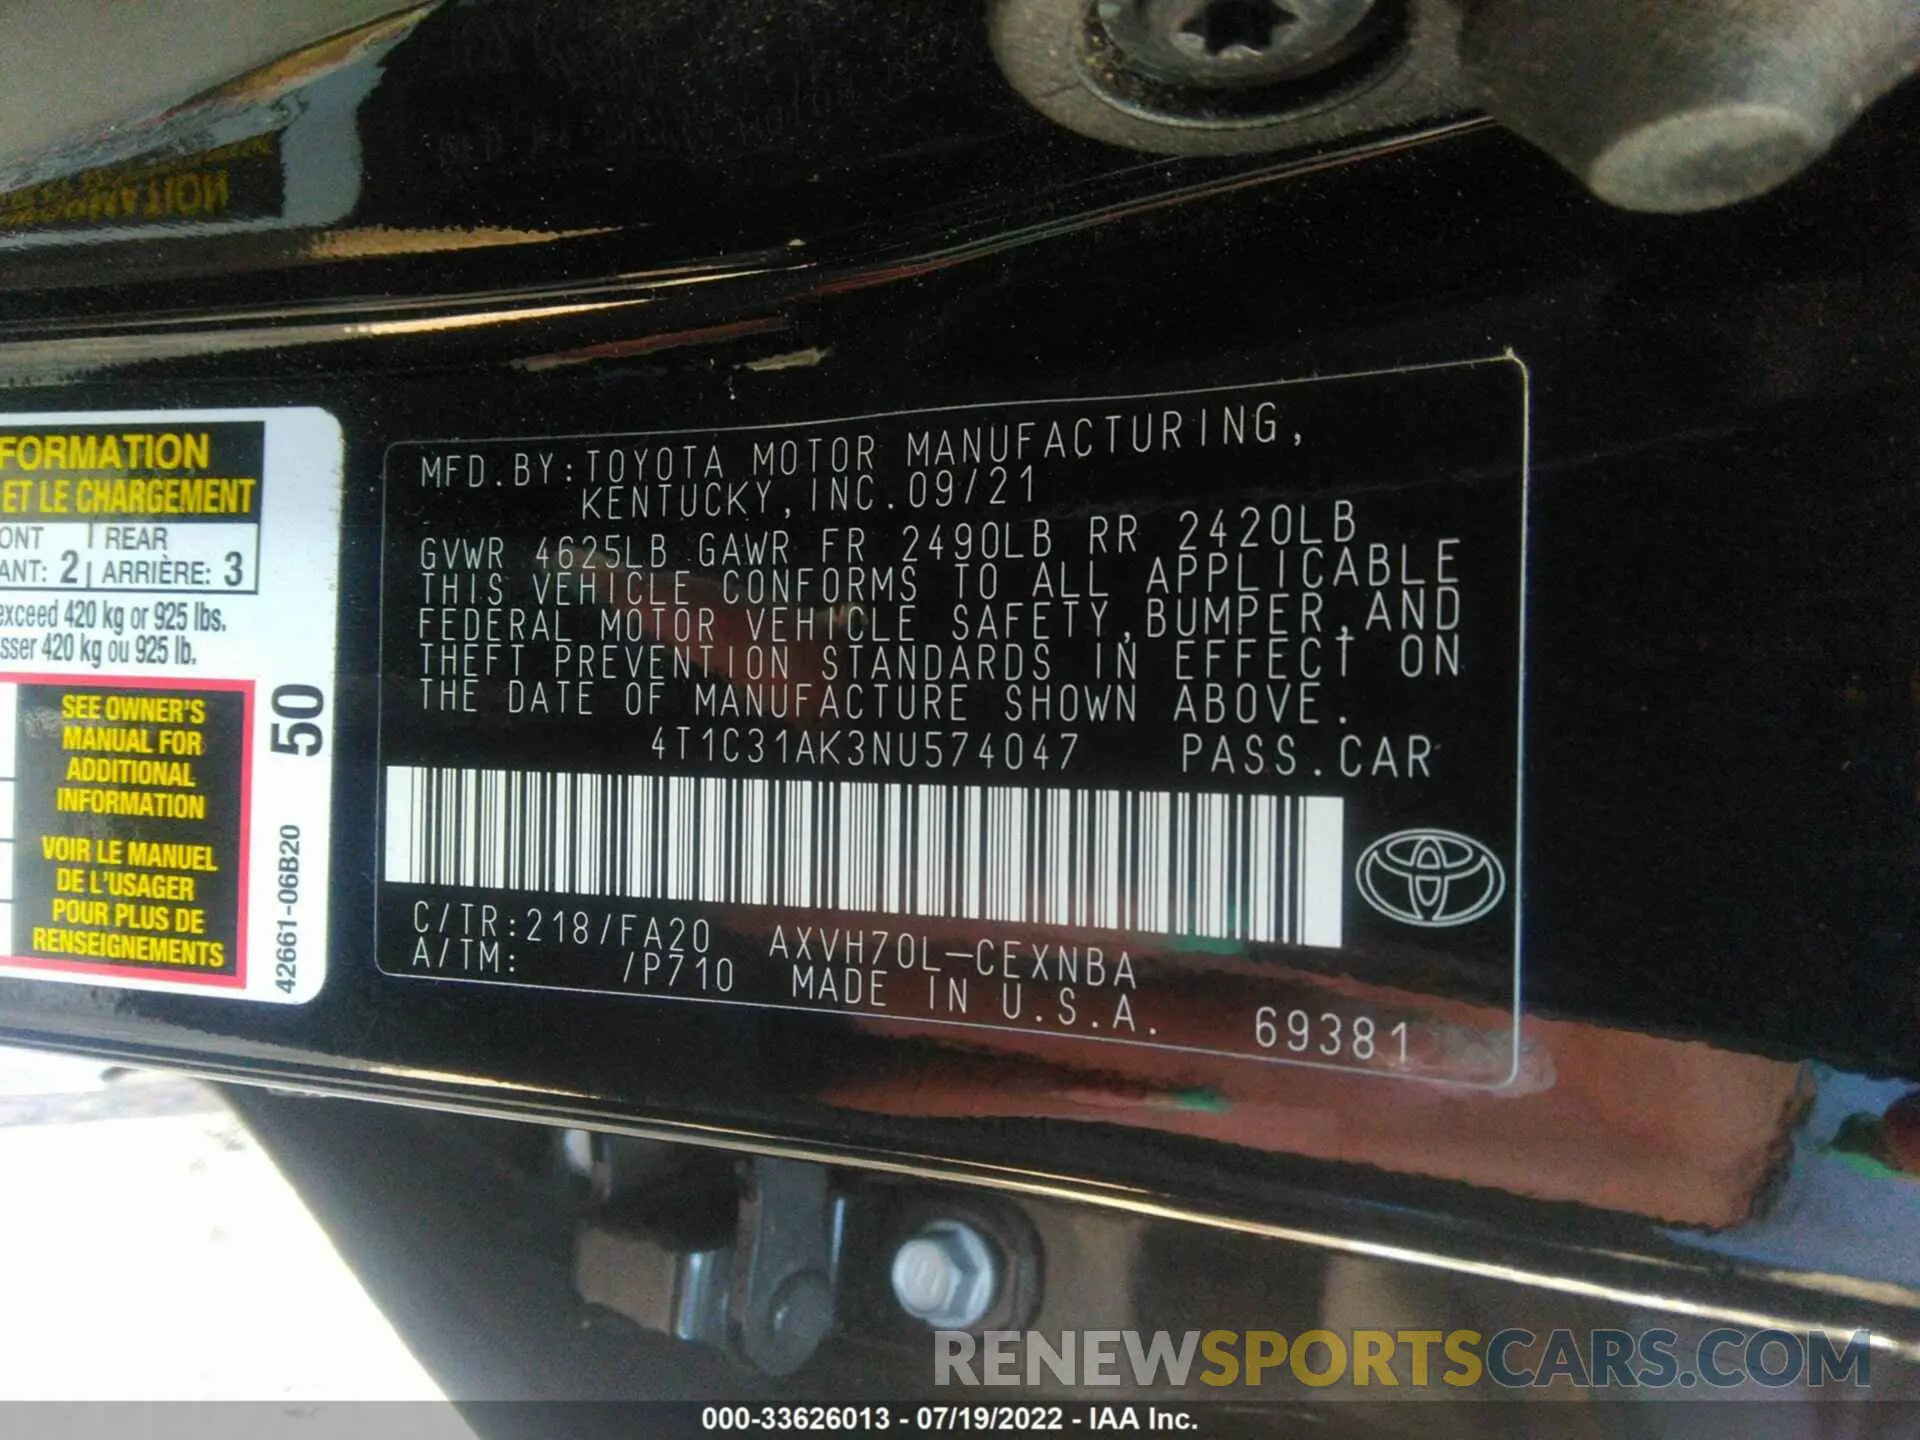 FORMATION
ET LE CHARGEMENT
ONT REAR
ANT: 2 ARRIÈRE: 3
exceed 420 kg or 925 lbs.
sser 420 kg ou 925 lb.
SEE OWNER'S
MANUAL FOR
ADDITIONAL
INFORMATION
VOIR LE MANUEL
DE L'USAGER
POUR PLUS DE
RENSEIGNEMENTS
50
42661-06B20
MFD.BY:TOYOTA MOTOR MANUFACTURING,
KENTUCKY,INC.09/21
GVWR 4625LB GAWR FR 2490LB RR 2420LB
THIS VEHICLE CONFORMS TO ALL APPLICABLE
FEDERAL MOTOR VEHICLE SAFETY,BUMPER,AND
THEFT PREVENTION STANDARDS IN EFFECT ON
THE DATE OF MANUFACTURE SHOWN ABOVE.
4T1C31AK3NU574047 PASS.CAR
C/TR:218/FA20 AXVH70L-CEXNBA
A/TM: /P710 MADE IN U.S.A.
69381
RENEWSPORTSCARS.COM
000-33626013 - 07/19/2022 - IAA Inc.